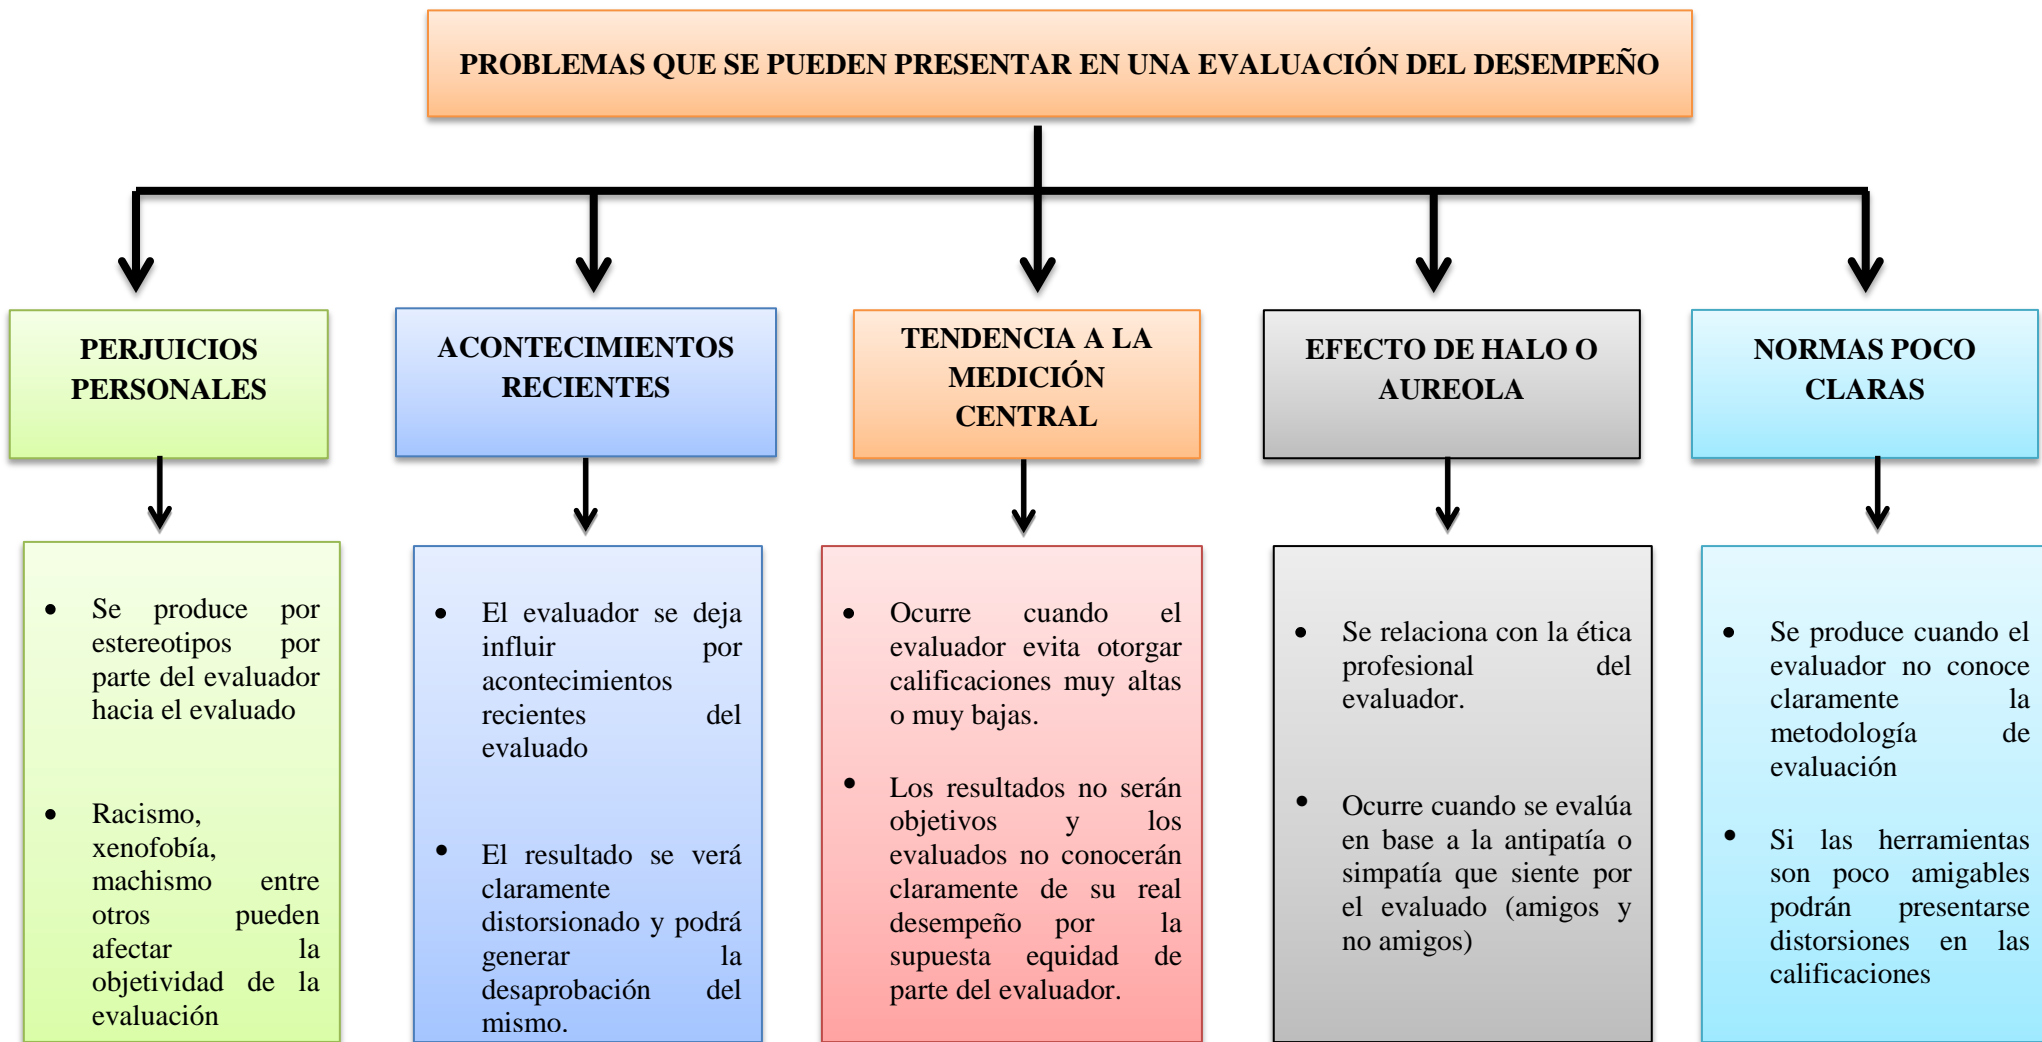 PROBLEMAS QUE SE PUEDEN PRESENTAR EN UNA EVALUACIÓN DEL DESEMPEÑO
PERJUICIOS
PERSONALES
ACONTECIMIENTOS
RECIENTES
TENDENCIA A LA
MEDICIÓN
CENTRAL
EFECTO DE HALO O
AUREOLA
NORMAS POCO
CLARAS
• Se produce por
estereotipos por
parte del evaluador
hacia el evaluado
• Racismo,
xenofobía,
machismo entre
otros pueden
afectar la
objetividad de la
evaluación
• El evaluador se deja
influir por
acontecimientos
recientes del
evaluado
• El resultado se verá
claramente
distorsionado y podrá
generar la
desaprobación del
mismo.
• Ocurre cuando el
evaluador evita otorgar
calificaciones muy altas
o muy bajas.
• Los resultados no serán
objetivos y los
evaluados no conocerán
claramente de su real
desempeño por la
supuesta equidad de
parte del evaluador.
• Se relaciona con la ética
profesional del
evaluador.
• Ocurre cuando se evalúa
en base a la antipatía o
simpatía que siente por
el evaluado (amigos y
no amigos)
• Se produce cuando el
evaluador no conoce
claramente la
metodología de
evaluación
• Si las herramientas
son poco amigables
podrán presentarse
distorsiones en las
calificaciones